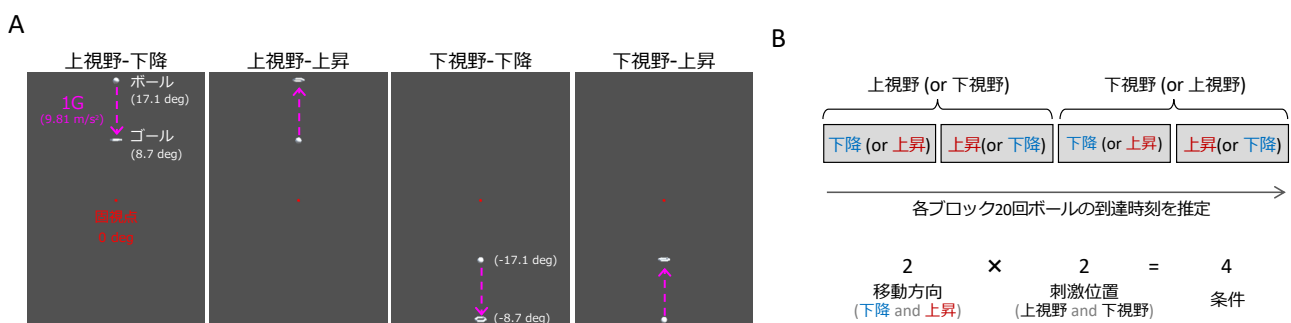 A
上視野-下降
上視野-上昇
下視野-下降
下視野-上昇
ボール
(17.1 deg)
1G
(9.81 m/s²)
ゴール
(8.7 deg)
固視点
0 deg
(-17.1 deg)
(-8.7 deg)
B
上視野 (or 下視野)
下視野 (or 上視野)
下降 (or 上昇)
上昇(or 下降)
下降 (or 上昇)
上昇(or 下降)
各ブロック20回ボールの到達時刻を推定
2 × 2 = 4
移動方向 刺激位置 条件
(下降 and 上昇) (上視野 and 下視野)